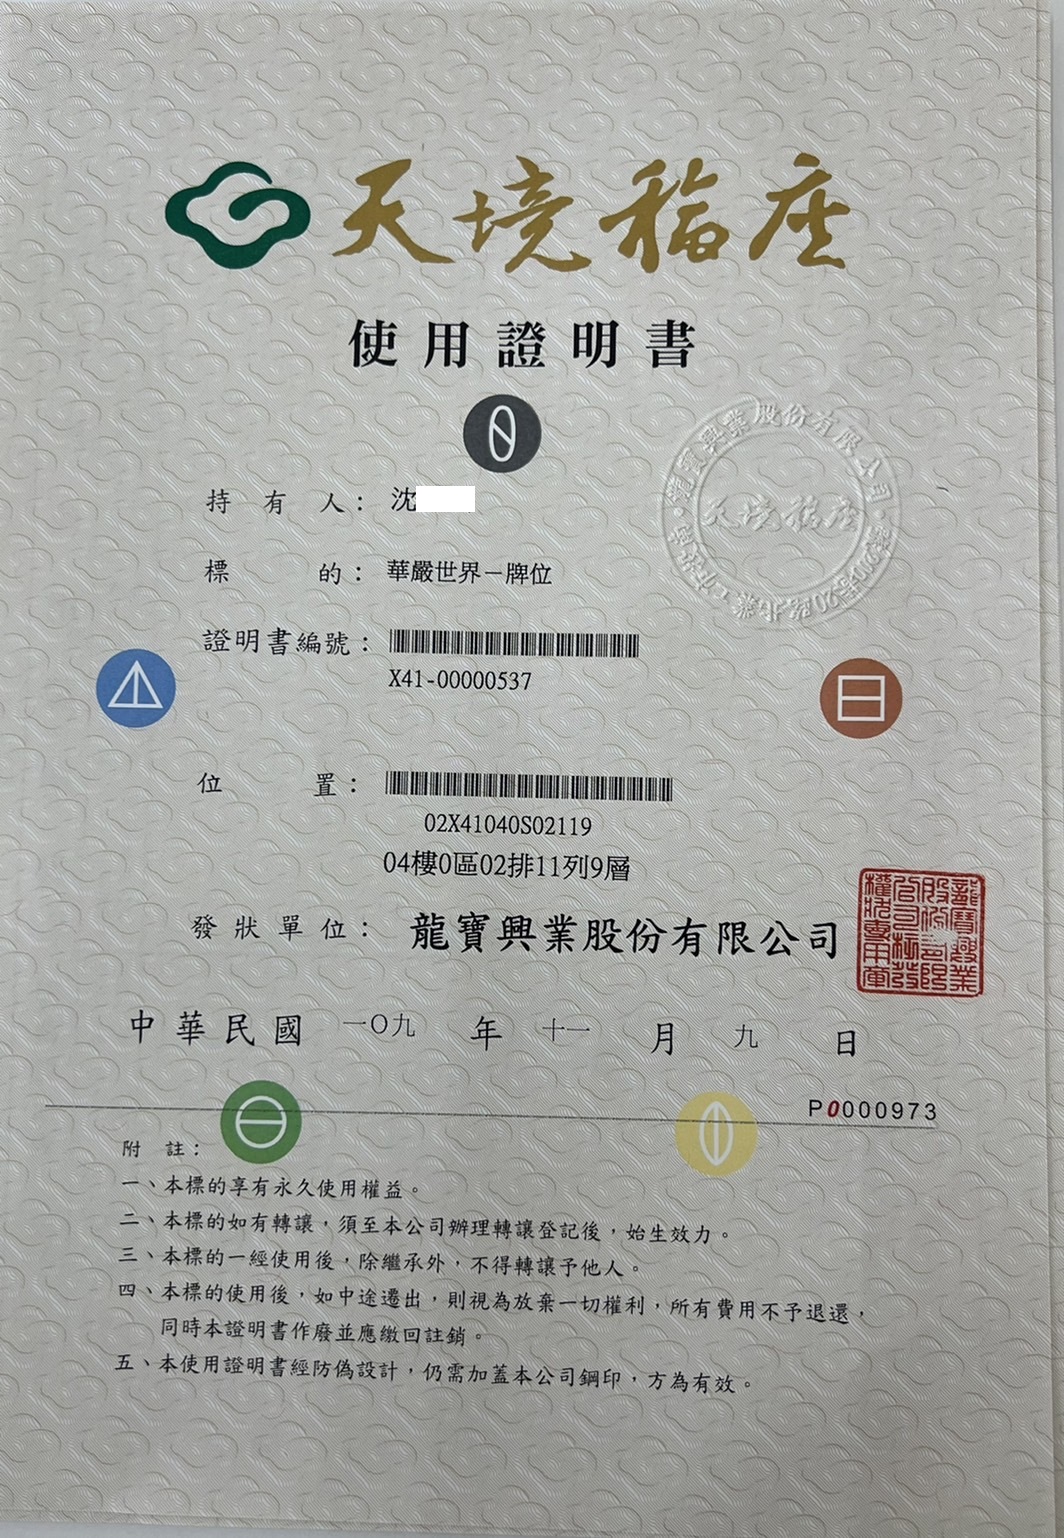 天境福座
使用證明書
股份有限公司
天境福座
持有人：沈
標的：華嚴世界－牌位
證明書編號：
X41-00000537
位置：
02X41040S02119
04樓0區02排11列9層
發狀單位：龍寶興業股份有限公司
中華民國一〇九年十一月九日
P0000973
附註：
一、本標的享有永久使用權益。
二、本標的如有轉讓，須至本公司辦理轉讓登記後，始生效力。
三、本標的一經使用後，除繼承外，不得轉讓予他人。
四、本標的使用後，如中途遷出，則視為放棄一切權利，所有費用不予退還，
同時本證明書作廢並應繳回註銷。
五、本使用證明書經防偽設計，仍需加蓋本公司鋼印，方為有效。